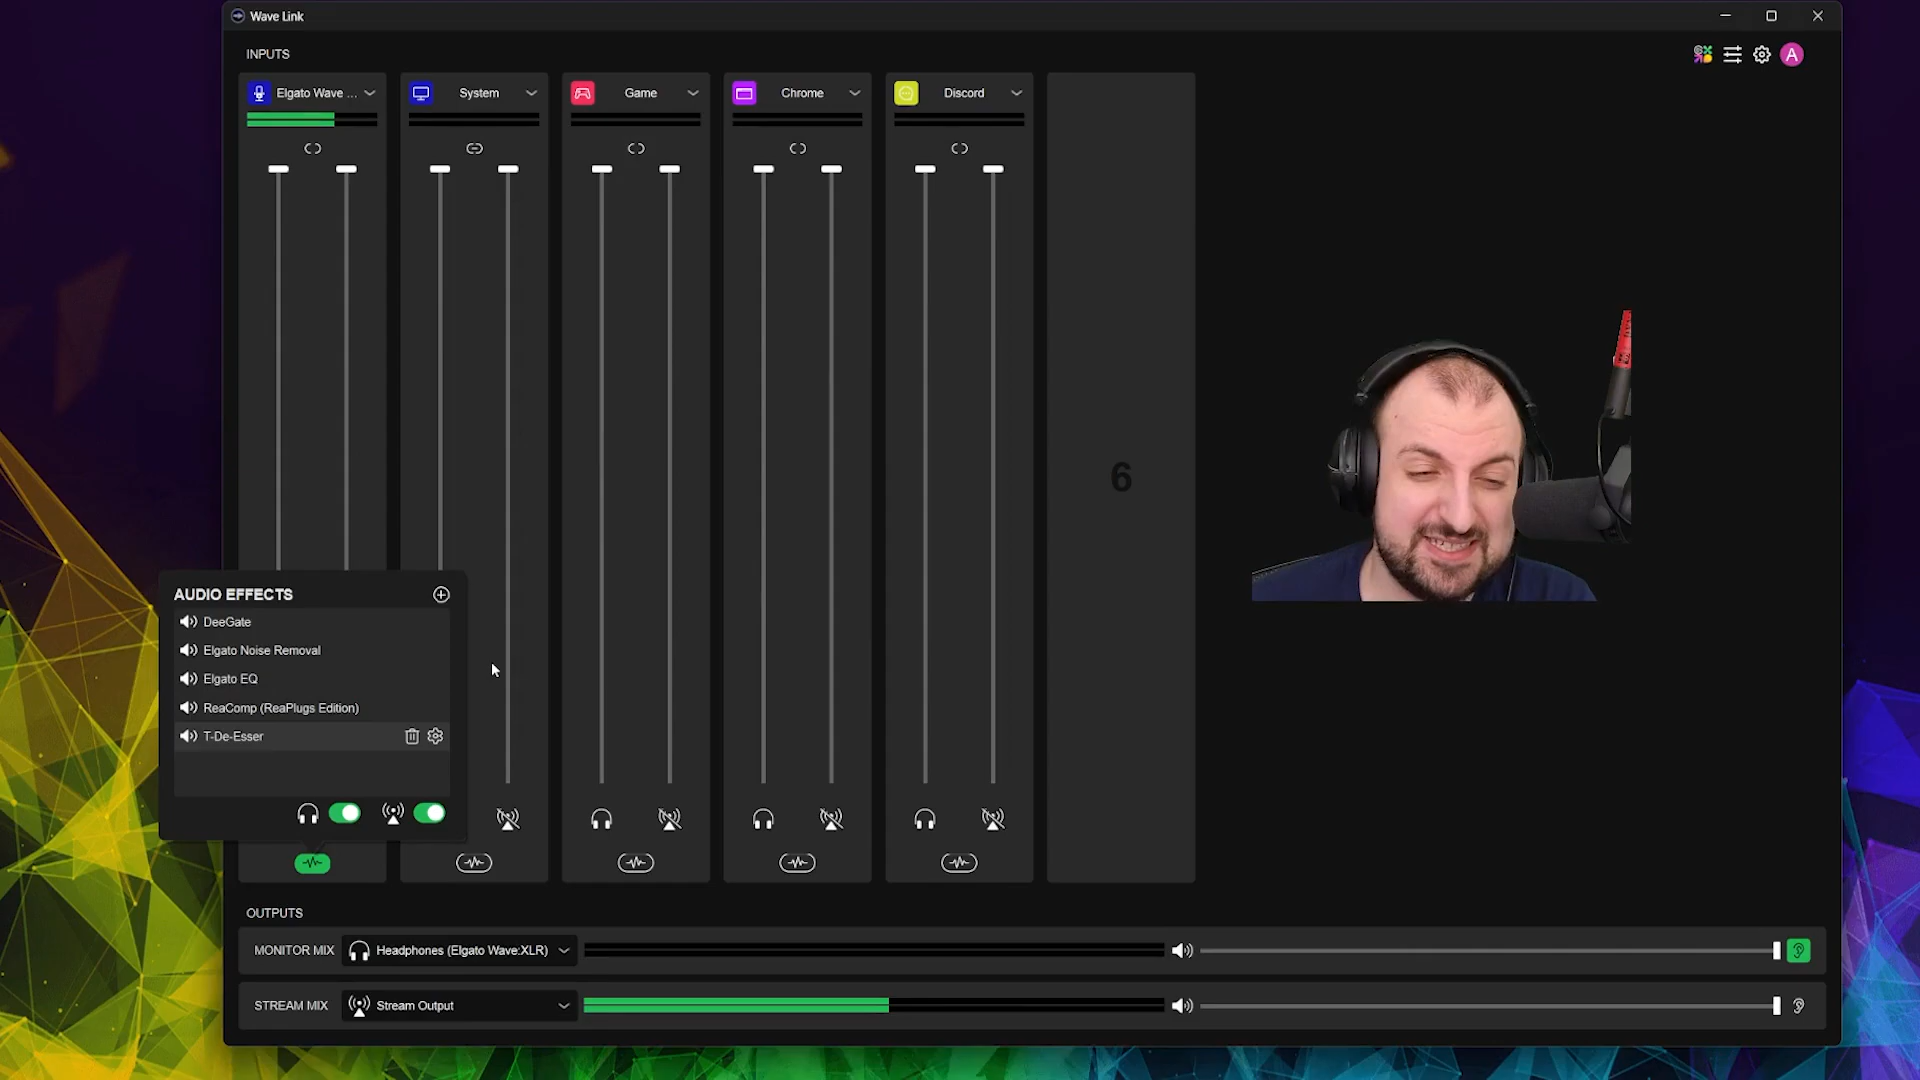 Wave Link
INPUTS
A
Elgato Wave ...
System
Game
Chrome
Discord
6
AUDIO EFFECTS
DeeGate
Elgato Noise Removal
Elgato EQ
ReaComp (ReaPlugs Edition)
T-De-Esser
OUTPUTS
MONITOR MIX
Headphones (Elgato Wave:XLR)
STREAM MIX
Stream Output